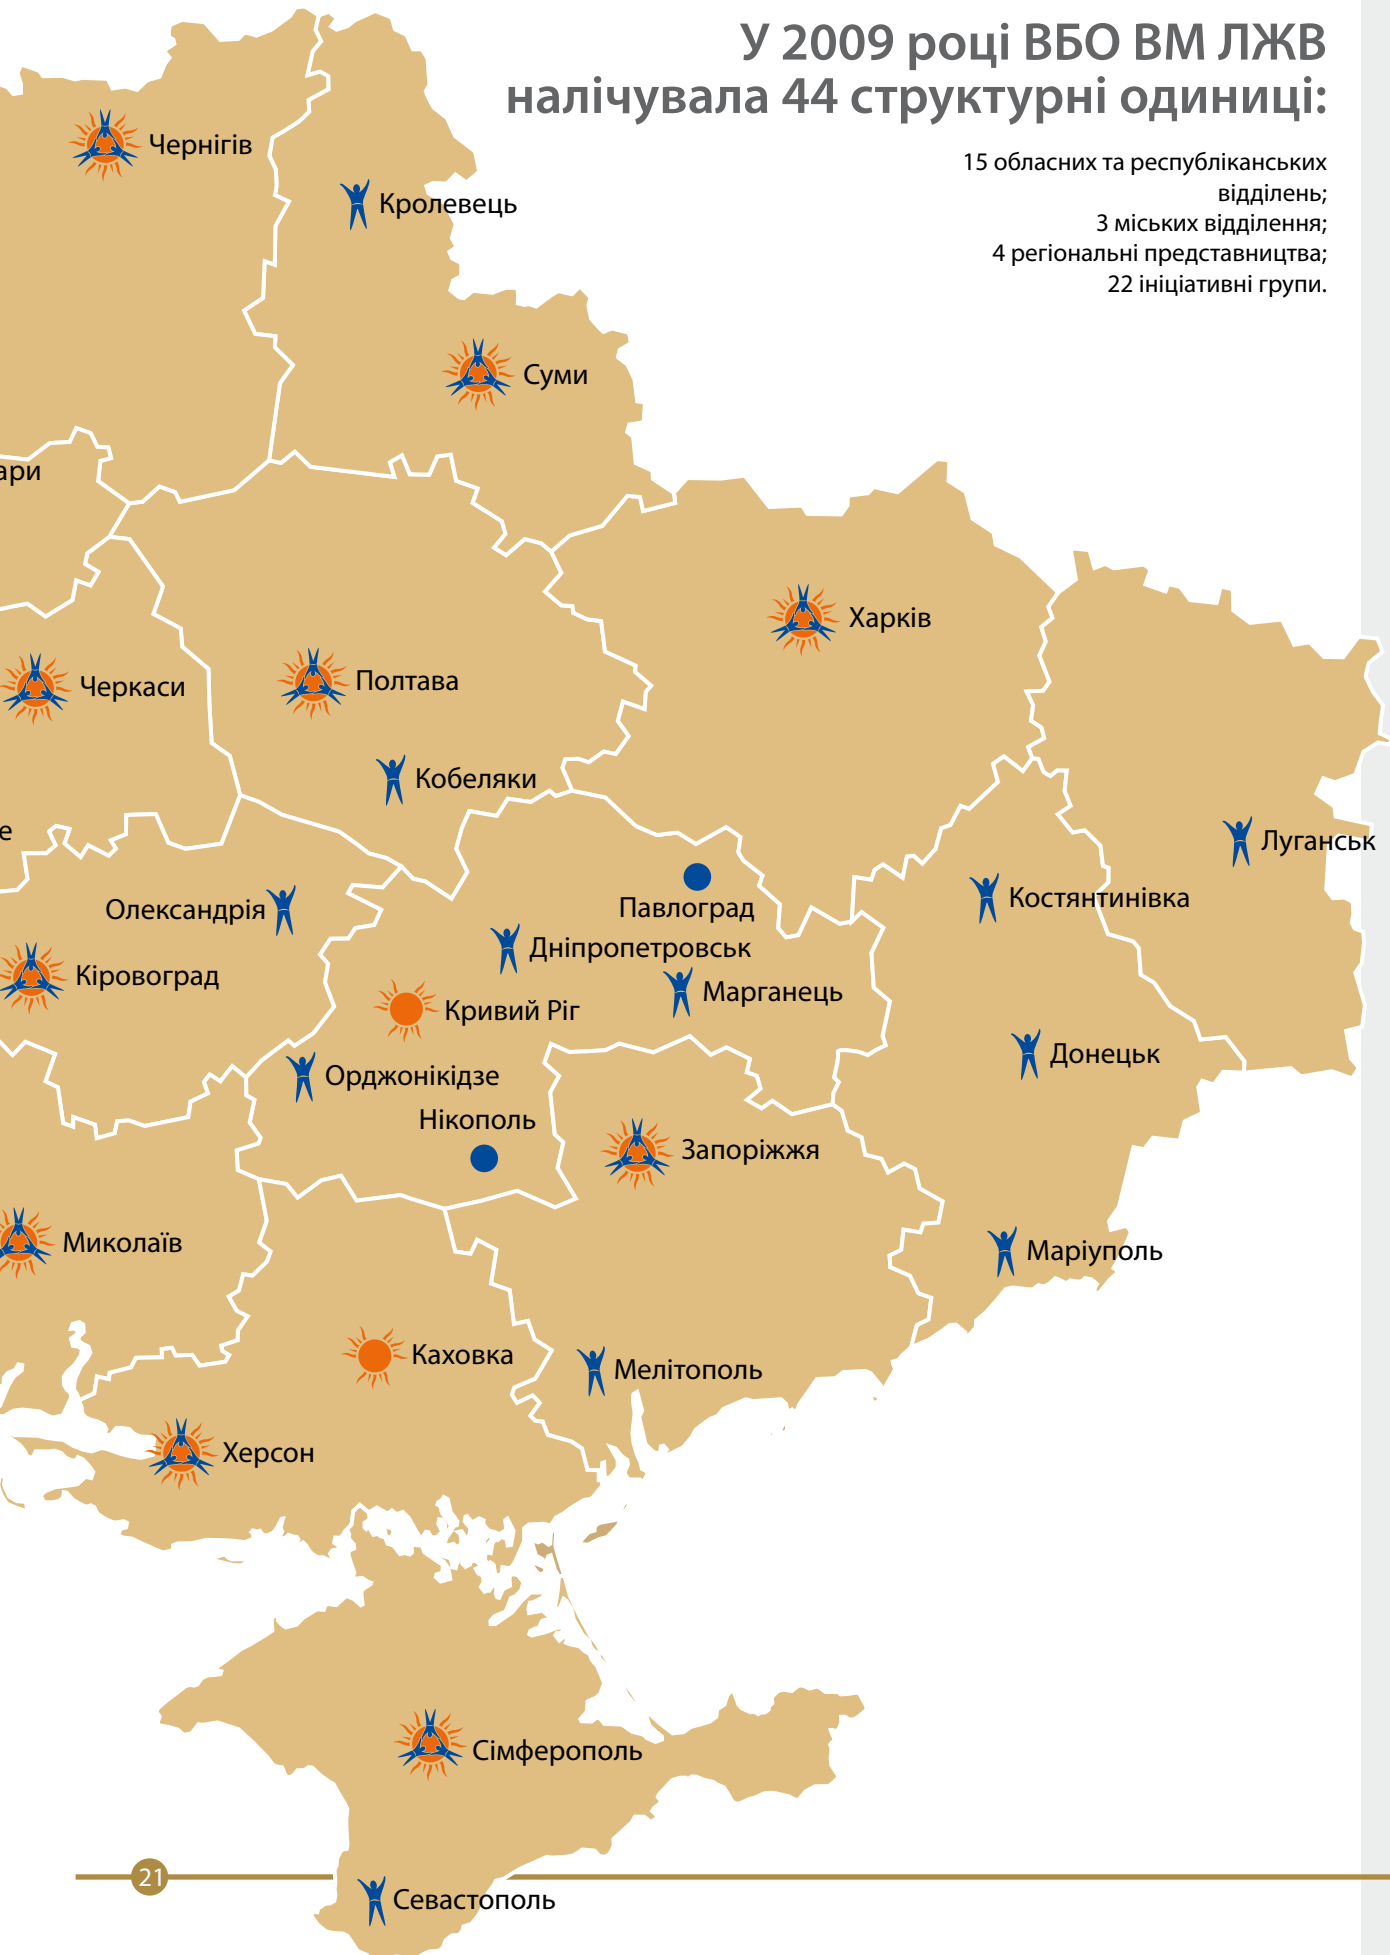 У 2009 році ВБО ВМ ЛЖВ
налічувала 44 структурні одиниці:
15 обласних та республіканських
відділень;
3 міських відділення;
4 регіональні представництва;
22 ініціативні групи.
Чернігів
Кролевець
Суми
ари
Харків
Черкаси
Полтава
Кобеляки
е
Луганськ
Павлоград
Костянтинівка
Олександрія
Дніпропетровськ
Кіровоград
Марганець
Кривий Ріг
Донецьк
Орджонікідзе
Нікополь
Запоріжжя
Миколаїв
Маріуполь
Каховка
Мелітополь
Херсон
Сімферополь
21
Севастополь